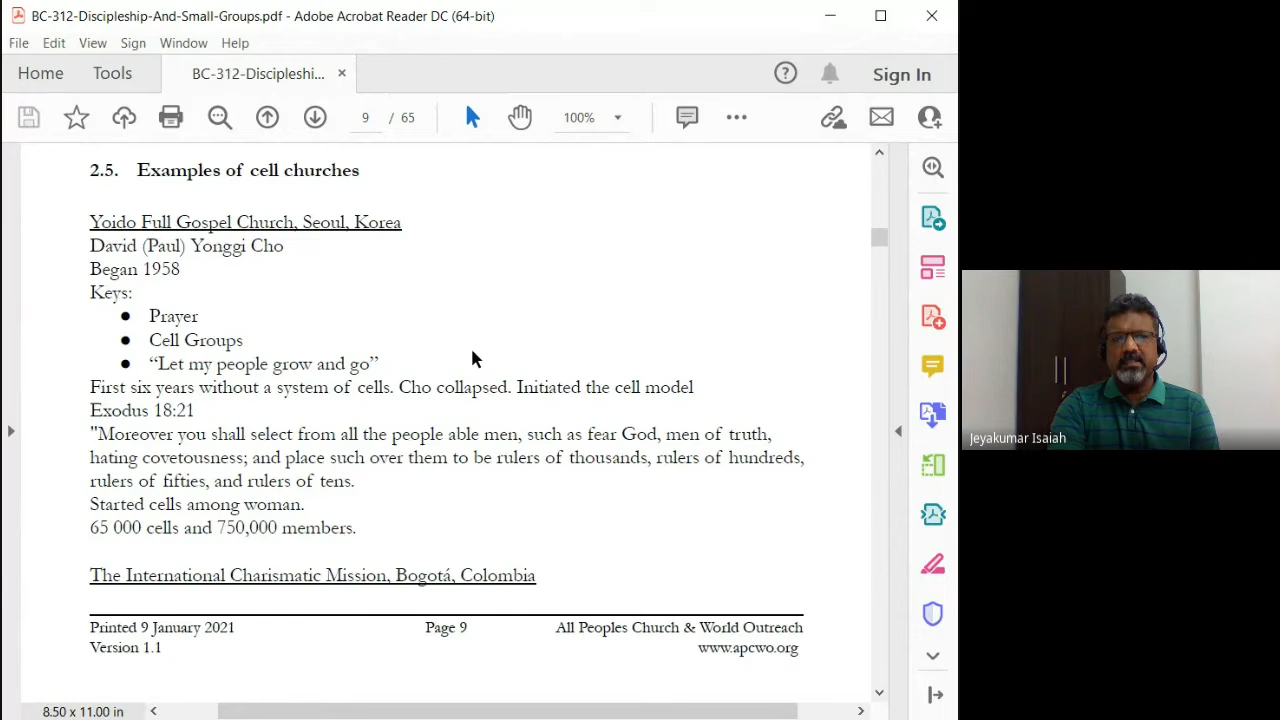 BC-312-Discipleship-And-Small-Groups.pdf - Adobe Acrobat Reader DC (64-bit)
File Edit View Sign Window Help
Home Tools BC-312-Discipleshi... × Sign In
9 / 65 100%
2.5. Examples of cell churches
Yoido Full Gospel Church, Seoul, Korea
David (Paul) Yonggi Cho
Began 1958
Keys:
● Prayer
● Cell Groups
● “Let my people grow and go”
First six years without a system of cells. Cho collapsed. Initiated the cell model
Exodus 18:21
"Moreover you shall select from all the people able men, such as fear God, men of truth,
hating covetousness; and place such over them to be rulers of thousands, rulers of hundreds,
rulers of fifties, and rulers of tens.
Started cells among woman.
65 000 cells and 750,000 members.
The International Charismatic Mission, Bogotá, Colombia
Printed 9 January 2021 Page 9 All Peoples Church & World Outreach
Version 1.1 www.apcwo.org
8.50 x 11.00 in
Jeyakumar Isaiah